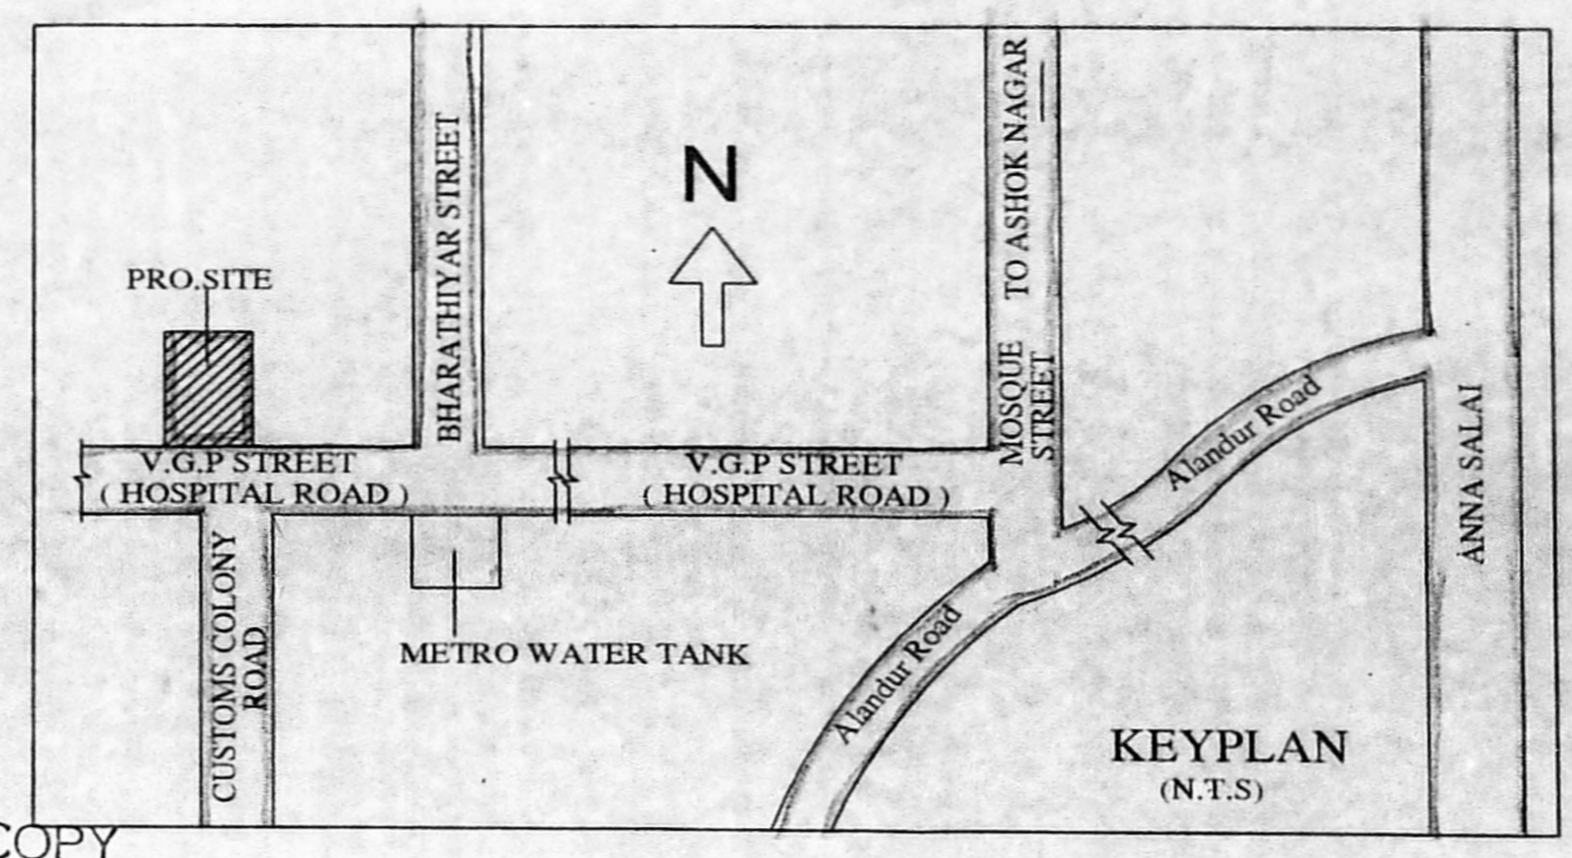 BHARATHIYAR STREET
N
TO ASHOK NAGAR
MOSQUE
STREET
PRO.SITE
V.G.P STREET
( HOSPITAL ROAD )
V.G.P STREET
( HOSPITAL ROAD )
Alandur Road
ANNA SALAI
CUSTOMS COLONY
ROAD
METRO WATER TANK
Alandur Road
KEYPLAN
(N.T.S)
COPY